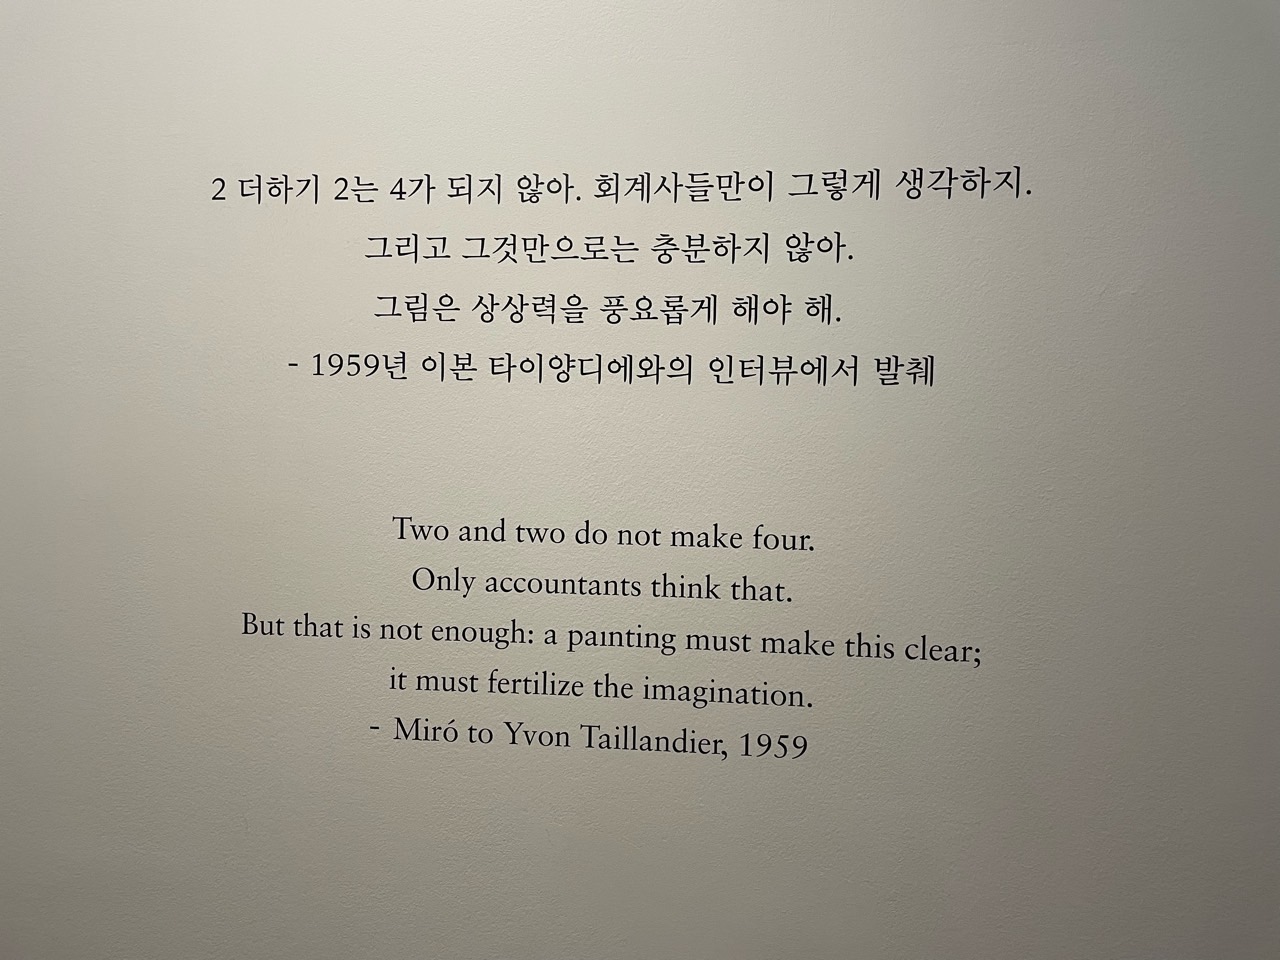 2 더하기 2는 4가 되지 않아. 회계사들만이 그렇게 생각하지.
그리고 그것만으로는 충분하지 않아.
그림은 상상력을 풍요롭게 해야 해.
- 1959년 이본 타이양디에와의 인터뷰에서 발췌
Two and two do not make four.
Only accountants think that.
But that is not enough: a painting must make this clear;
it must fertilize the imagination.
- Miró to Yvon Taillandier, 1959